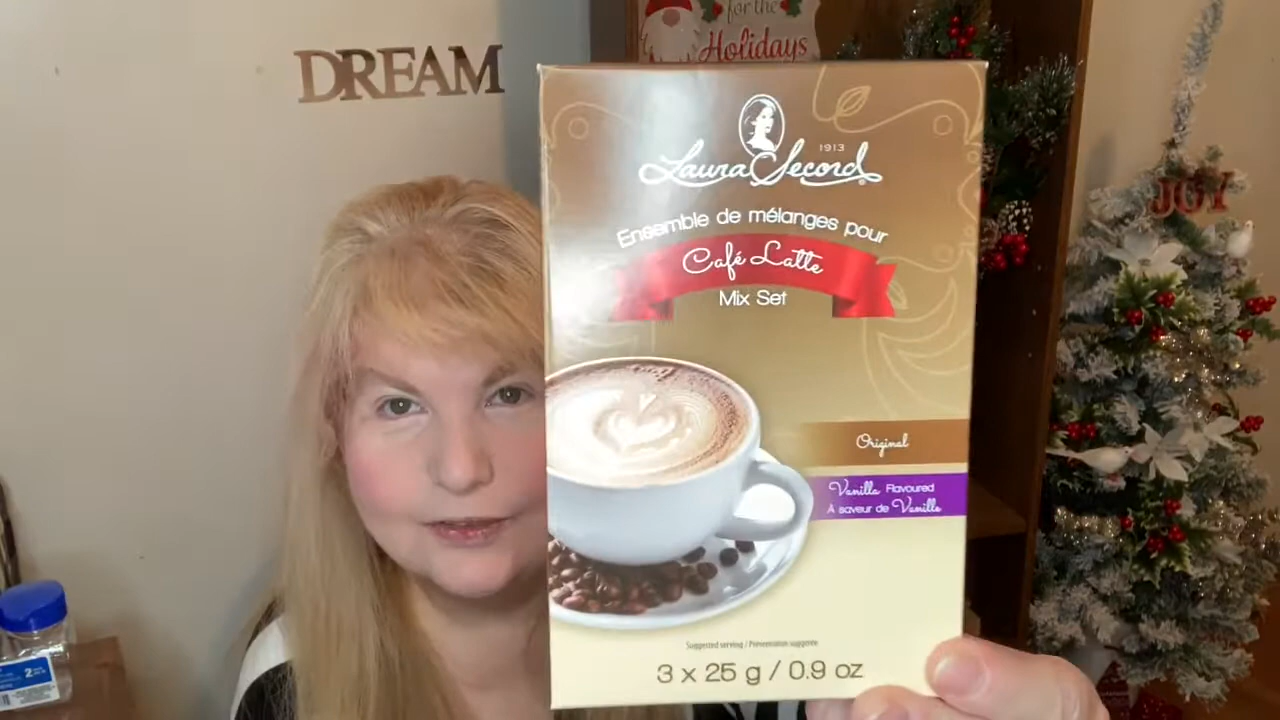 DREAM
for the
Holidays
JOY
1913
Laura Secord
Ensemble de mélanges pour
Café Latte
Mix Set
Original
Vanilla Flavoured
À saveur de Vanille
Suggested serving / Présentation suggérée
3 x 25 g / 0.9 oz
2